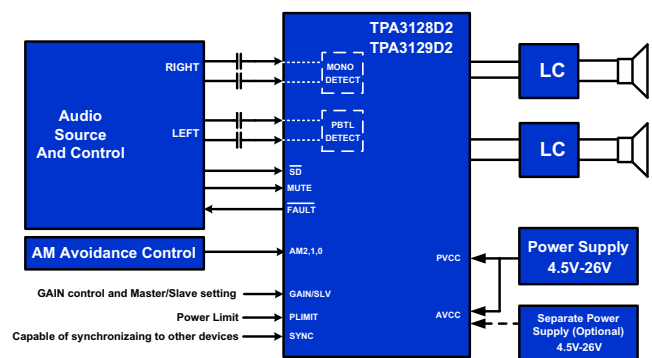 TPA3128D2
TPA3129D2
RIGHT
MONO
DETECT
LC
Audio
Source
And Control
LEFT
PBTL
DETECT
LC
SD
MUTE
FAULT
AM Avoidance Control
AM2,1,0
PVCC
Power Supply
4.5V-26V
GAIN control and Master/Slave setting
GAIN/SLV
Power Limit
PLIMIT
AVCC
Separate Power
Supply (Optional)
4.5V-26V
Capable of synchronizaing to other devices
SYNC